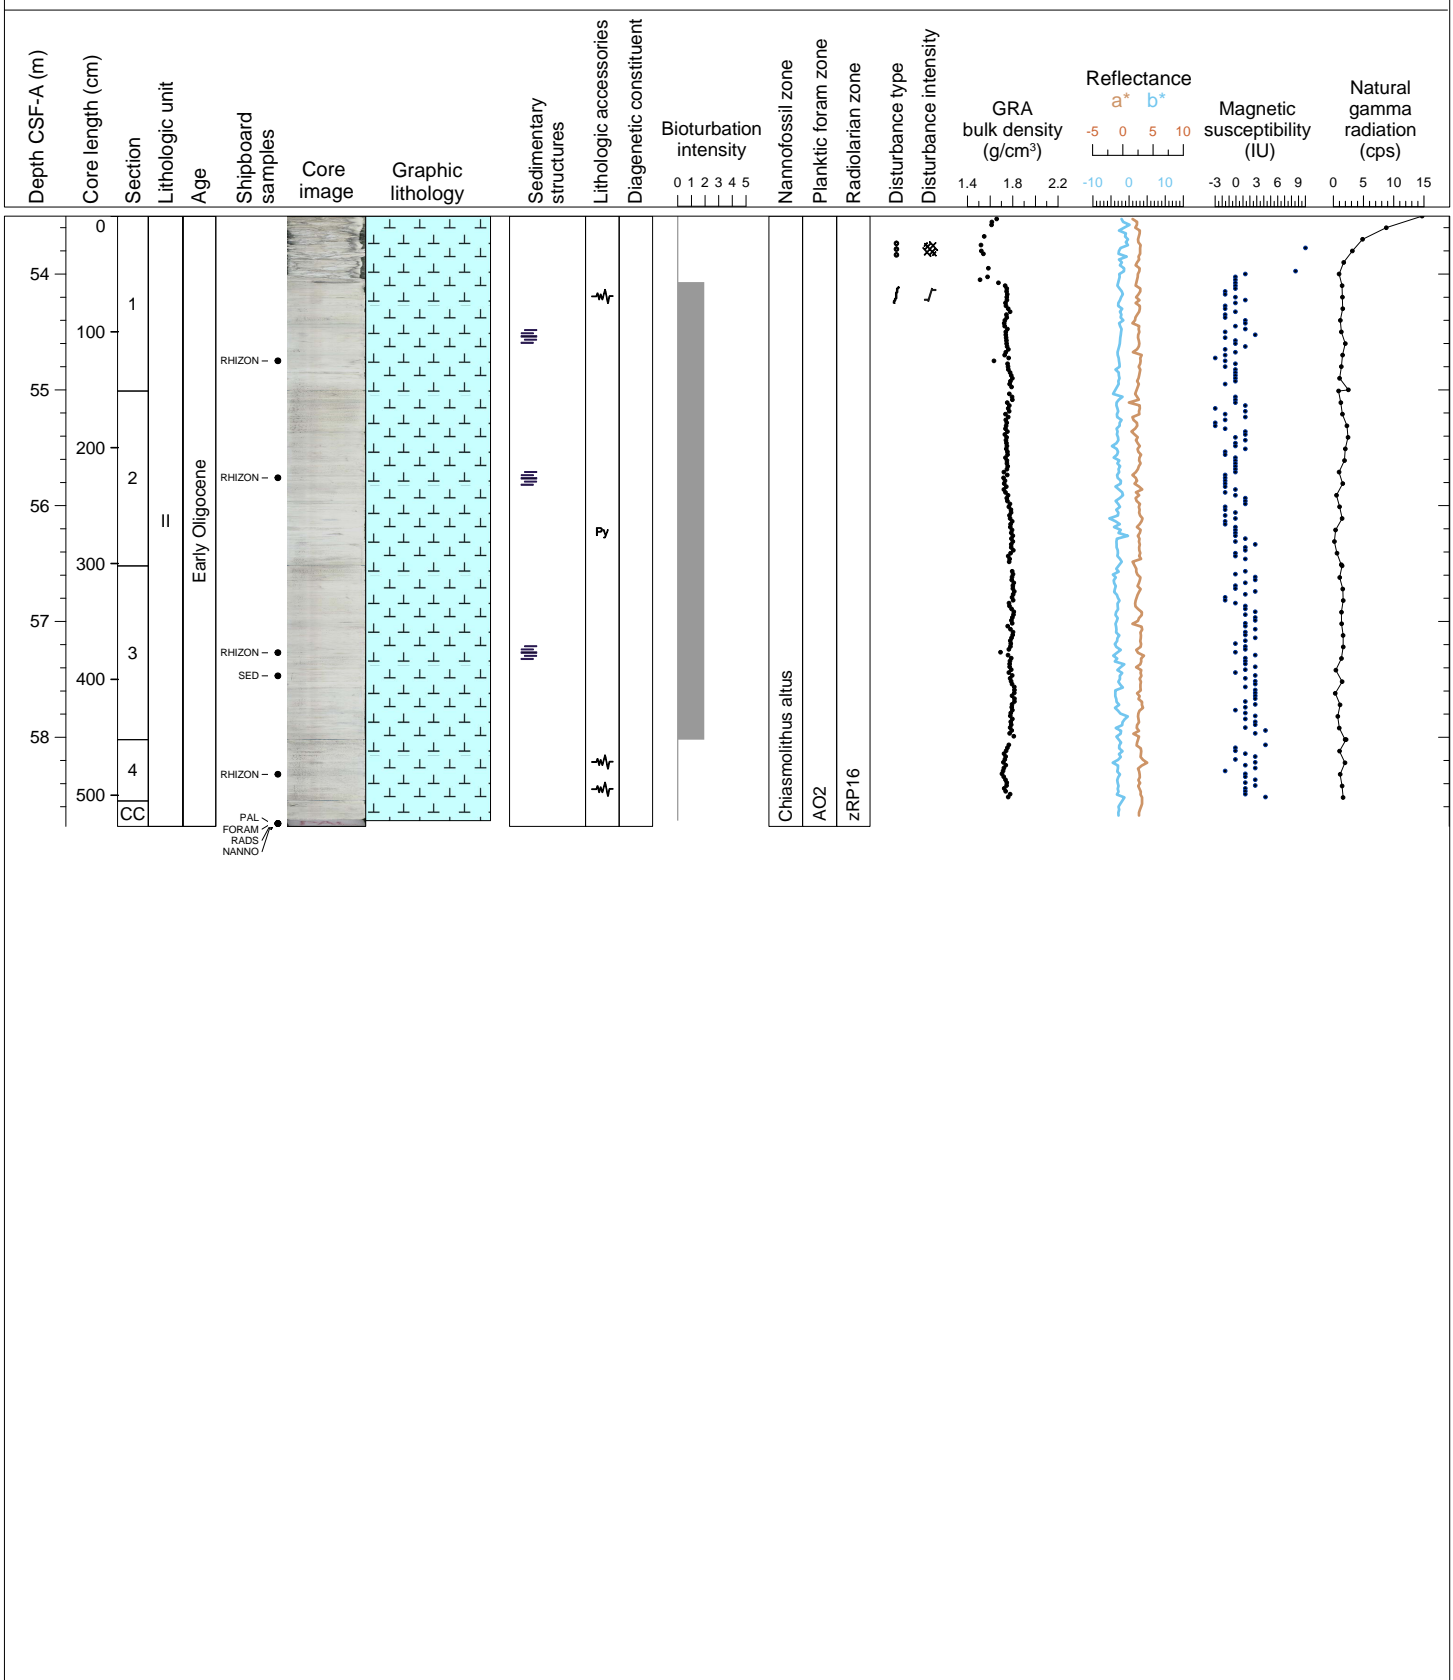 Depth CSF-A (m)
Core length (cm)
Section
Lithologic unit
Age
Shipboard
samples
Core
image
Graphic
lithology
Sedimentary
structures
Lithologic accessories
Diagenetic constituent
Bioturbation
intensity
0 1 2 3 4 5
Nannofossil zone
Planktic foram zone
Radiolarian zone
Disturbance type
Disturbance intensity
GRA
bulk density
(g/cm³)
1.4 1.8 2.2
Reflectance
a* b*
-5 0 5 10
-10 0 10
Magnetic
susceptibility
(IU)
-3 0 3 6 9
Natural
gamma
radiation
(cps)
0 5 10 15
0
54
1
100
RHIZON
55
200
RHIZON
2
56
II
Early Oligocene
Py
300
57
3
RHIZON
400
SED
58
4
RHIZON
500
CC
PAL
FORAM
RADS
NANNO
Chiasmolithus altus
AO2
zRP16